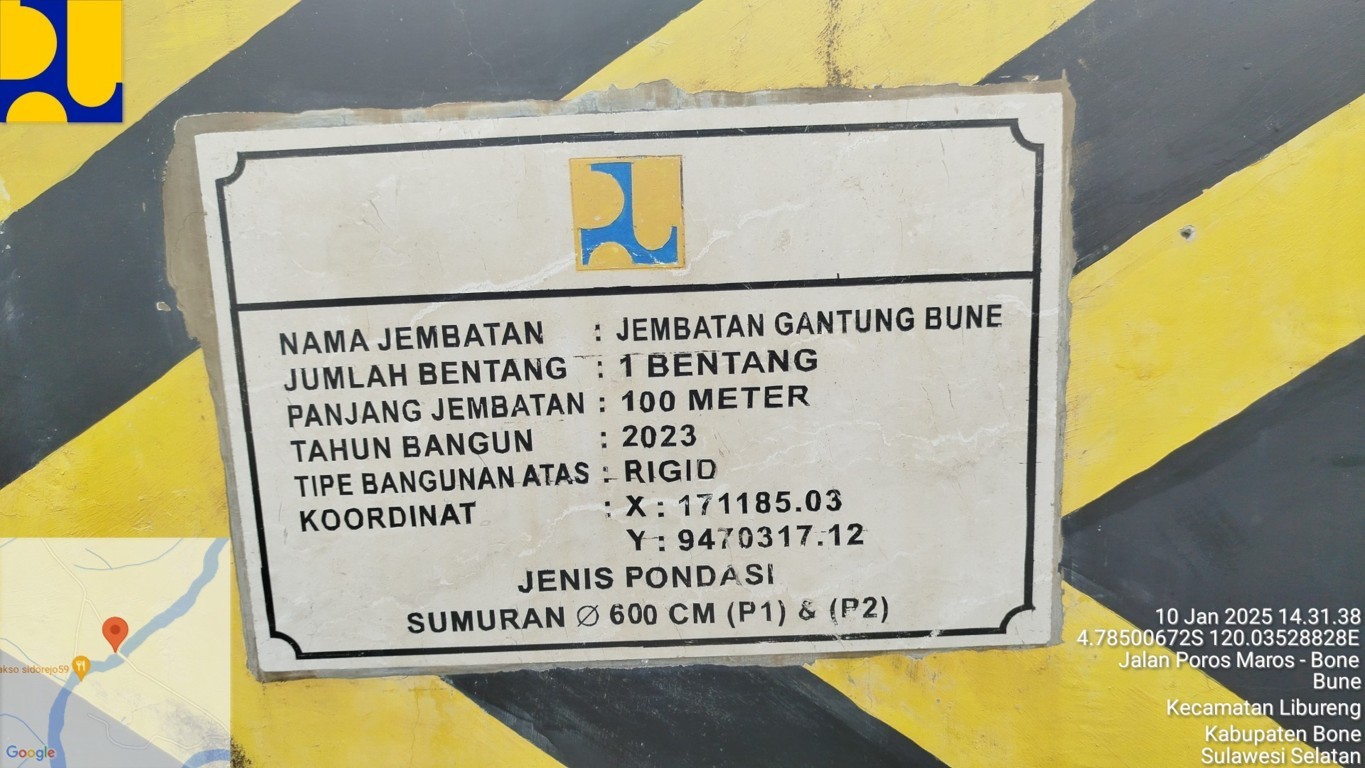 NAMA JEMBATAN : JEMBATAN GANTUNG BUNE
JUMLAH BENTANG : 1 BENTANG
PANJANG JEMBATAN : 100 METER
TAHUN BANGUN : 2023
TIPE BANGUNAN ATAS : RIGID
KOORDINAT : X : 171185.03
Y : 9470317.12
JENIS PONDASI
SUMURAN Ø 600 CM (P1) & (P2)
akso sidorejo59
Google
10 Jan 2025 14.31.38
4.78500672S 120.03528828E
Jalan Poros Maros - Bone
Bune
Kecamatan Libureng
Kabupaten Bone
Sulawesi Selatan